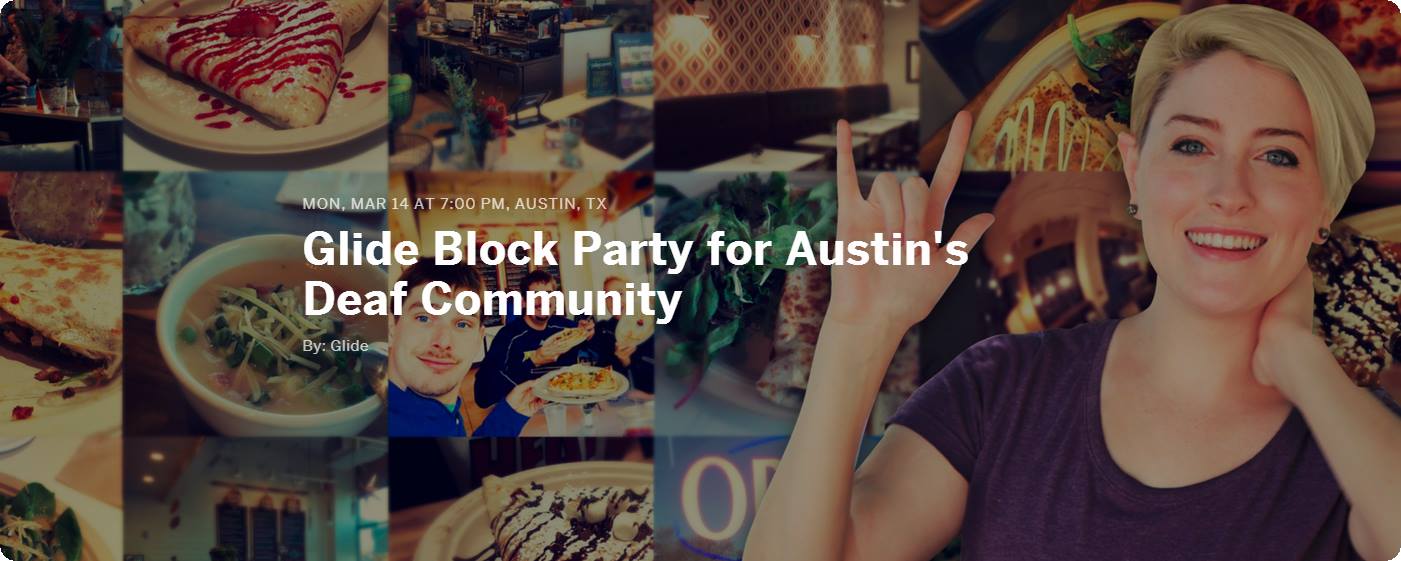 MON, MAR 14 AT 7:00 PM, AUSTIN, TX
Glide Block Party for Austin's
Deaf Community
By: Glide